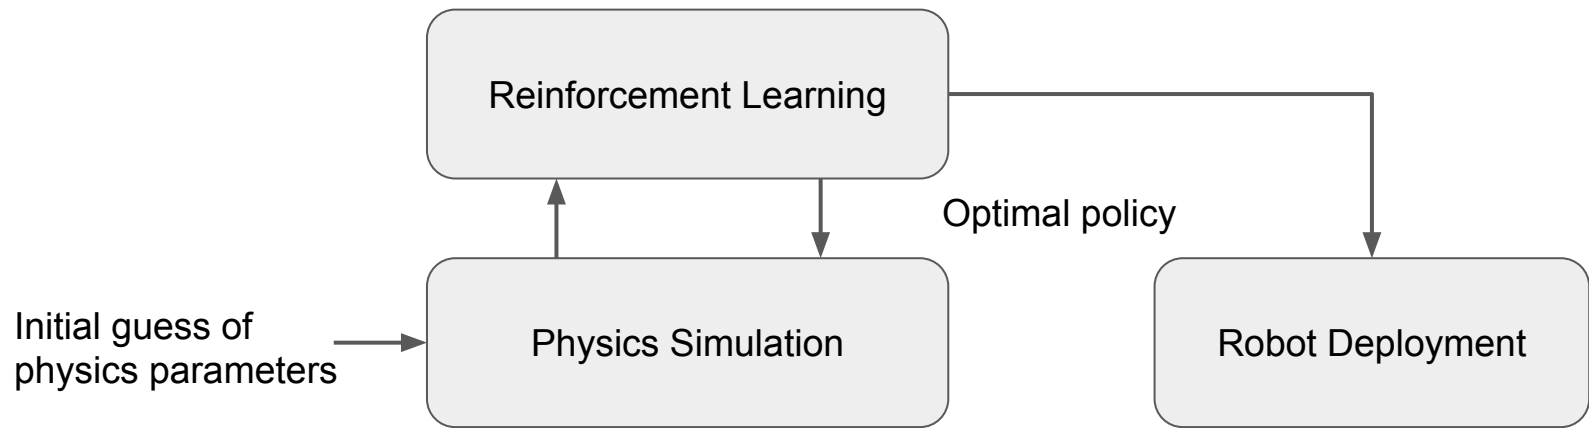 Reinforcement Learning
Optimal policy
Initial guess of
physics parameters
Physics Simulation
Robot Deployment